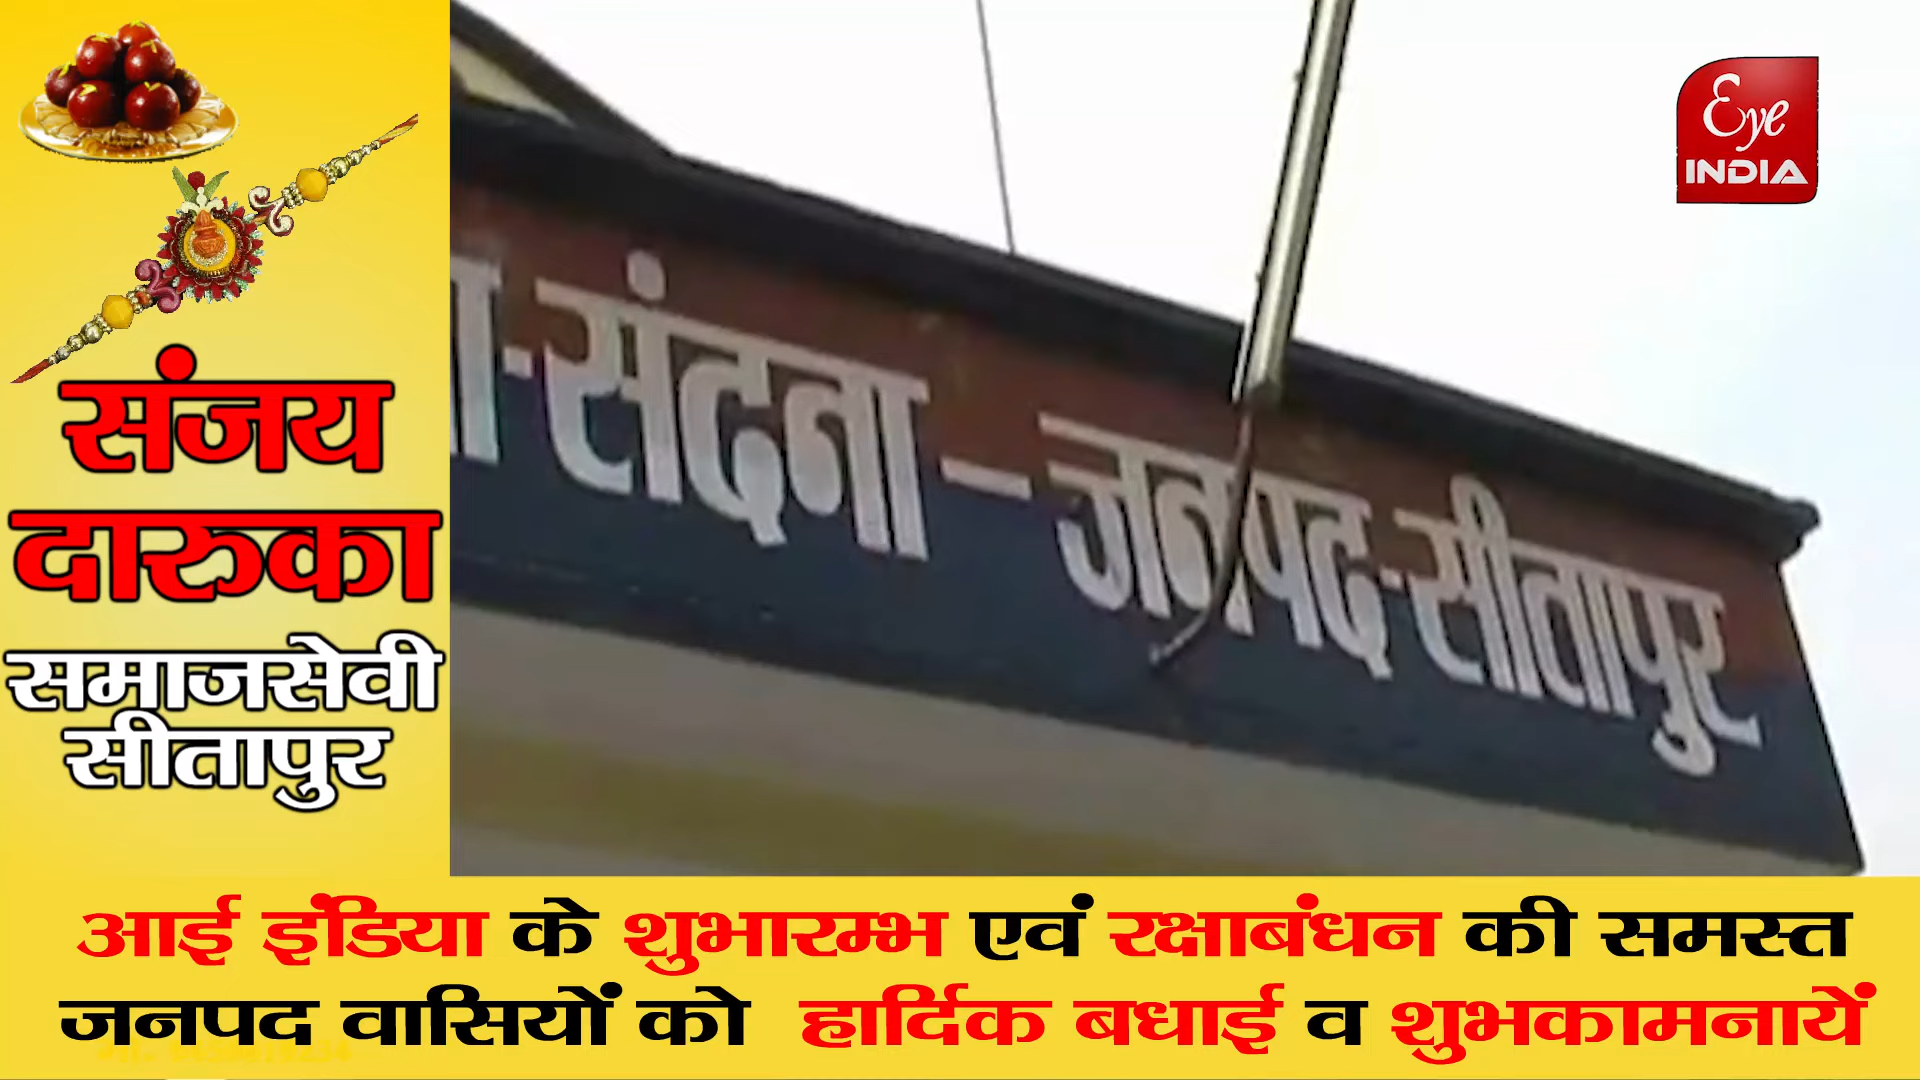 Eye
INDIA
संदना – जनपद-सीतापुर
संजय
दारुका
समाजसेवी
सीतापुर
आई इंडिया के शुभारम्भ एवं रक्षाबंधन की समस्त
जनपद वासियों को हार्दिक बधाई व शुभकामनायें